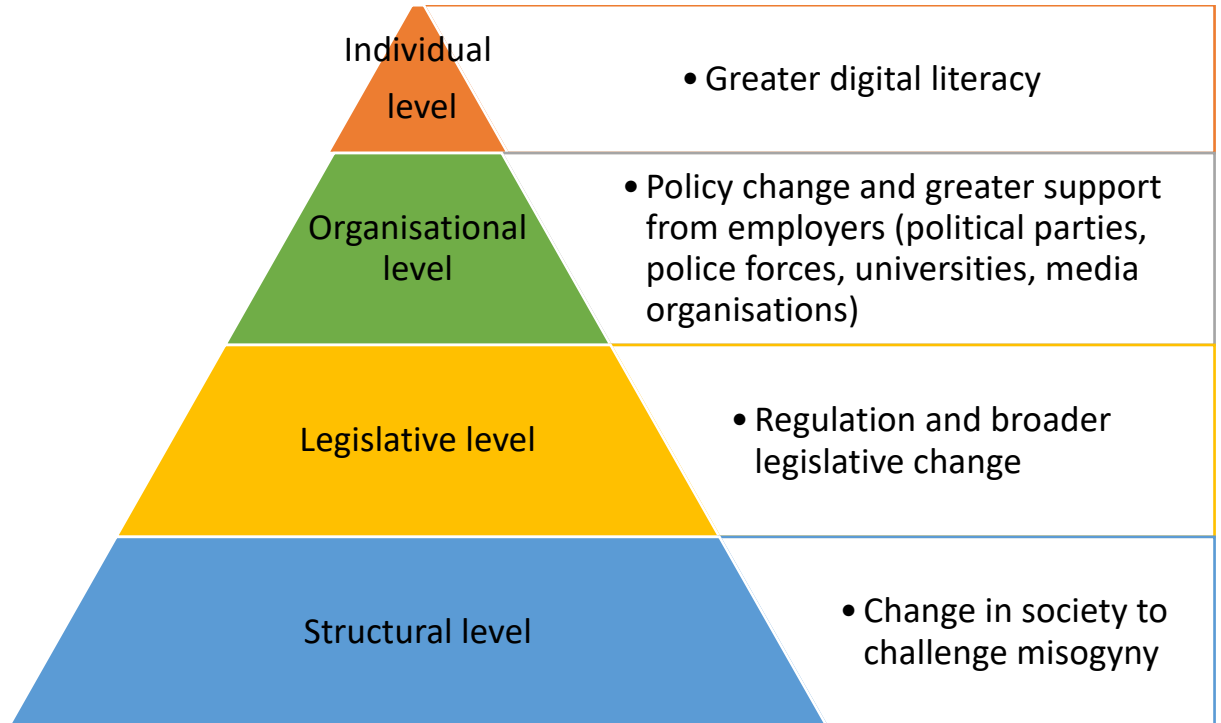 Individual
level
• Greater digital literacy
Organisational
level
• Policy change and greater support
from employers (political parties,
police forces, universities, media
organisations)
Legislative level
• Regulation and broader
legislative change
Structural level
• Change in society to
challenge misogyny